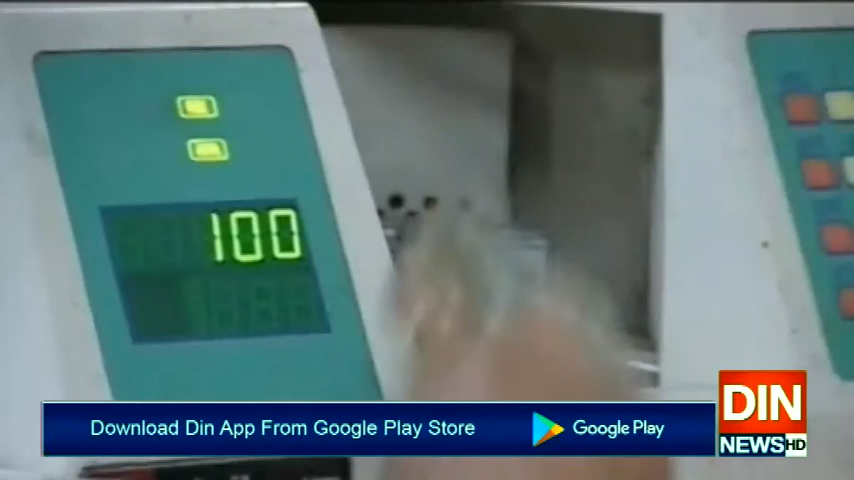 100
Download Din App From Google Play Store
Google Play
DIN
NEWS HD